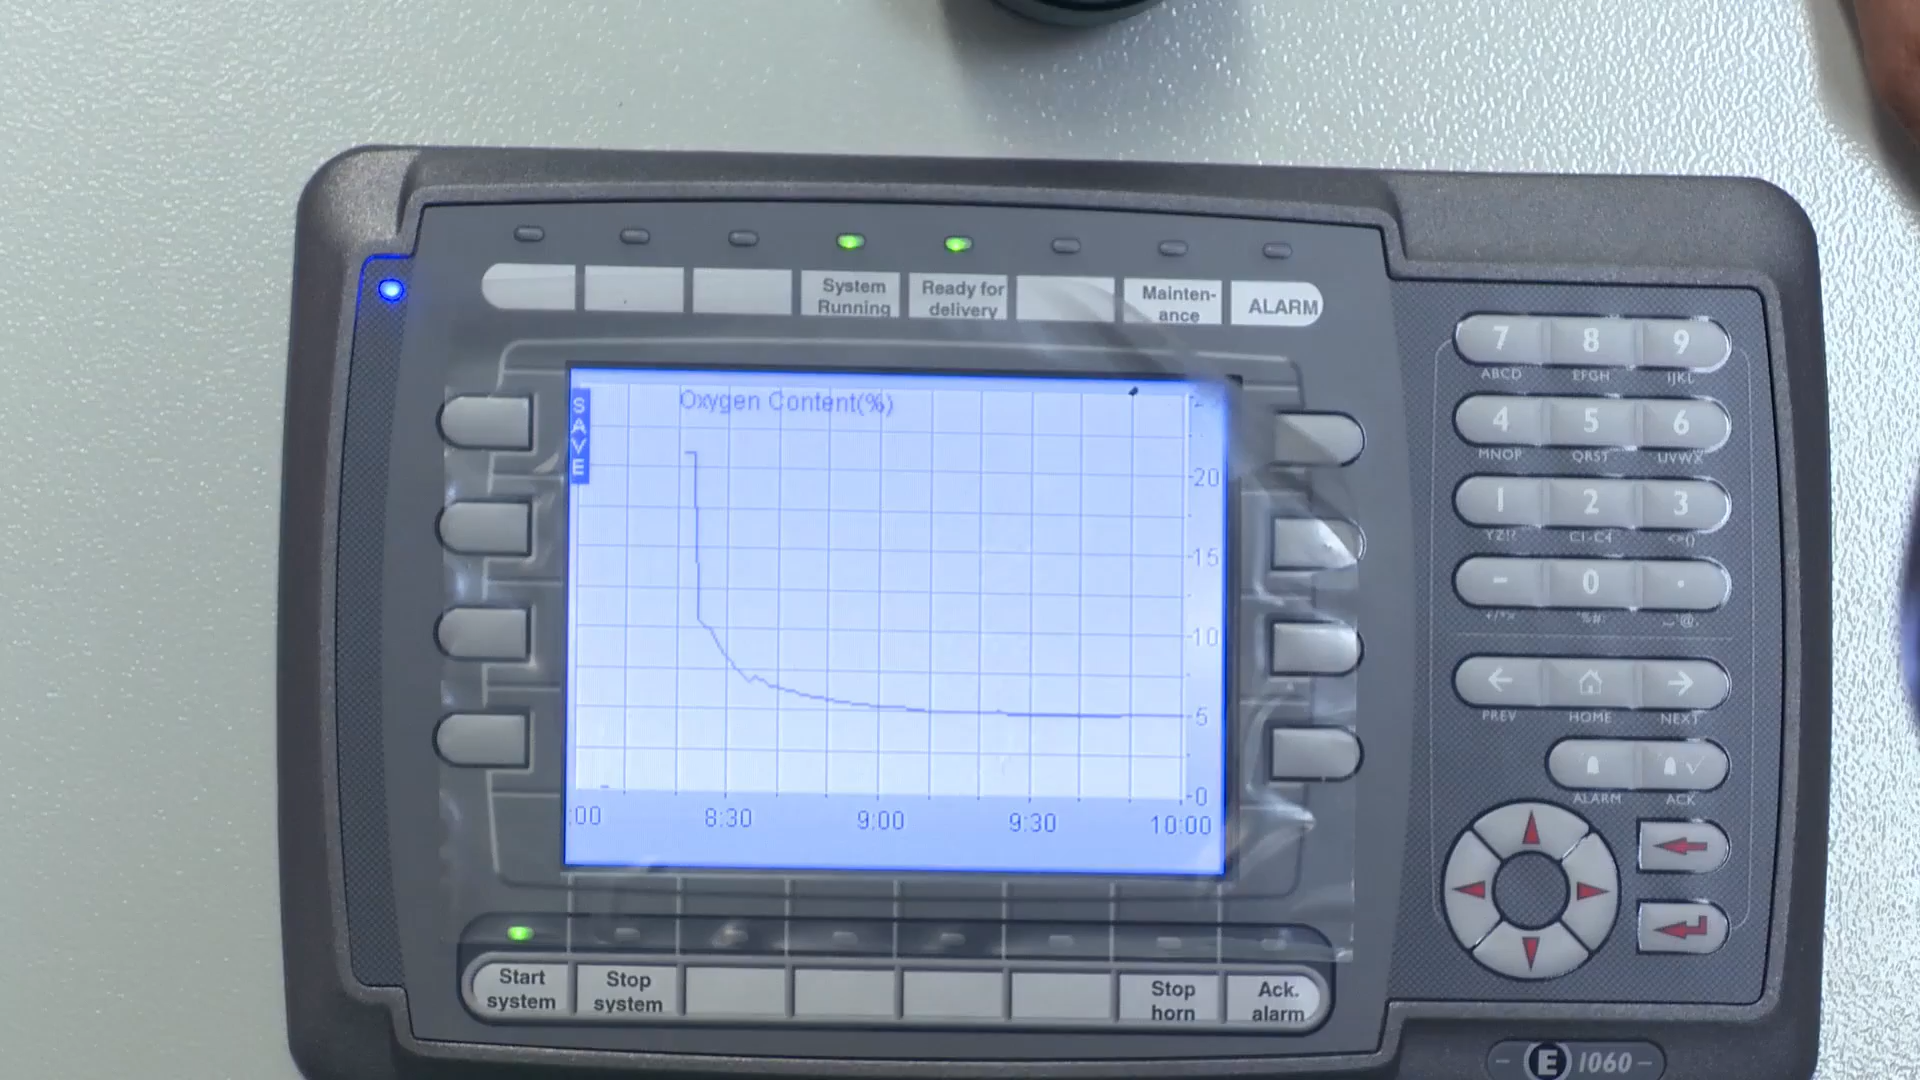 System
Running
Ready for
delivery
Mainten-
ance
ALARM
SAVE
Oxygen Content(%)
20
15
10
5
0
:00
8:30
9:00
9:30
10:00
7
8
9
ABCD
EFGH
IJKL
4
5
6
MNOP
QRST
UVWX
1
2
3
YZ!?
<>()
-
0
.
PREV
HOME
NEXT
ALARM
ACK
Start
system
Stop
system
Stop
horn
Ack.
alarm
E 1060